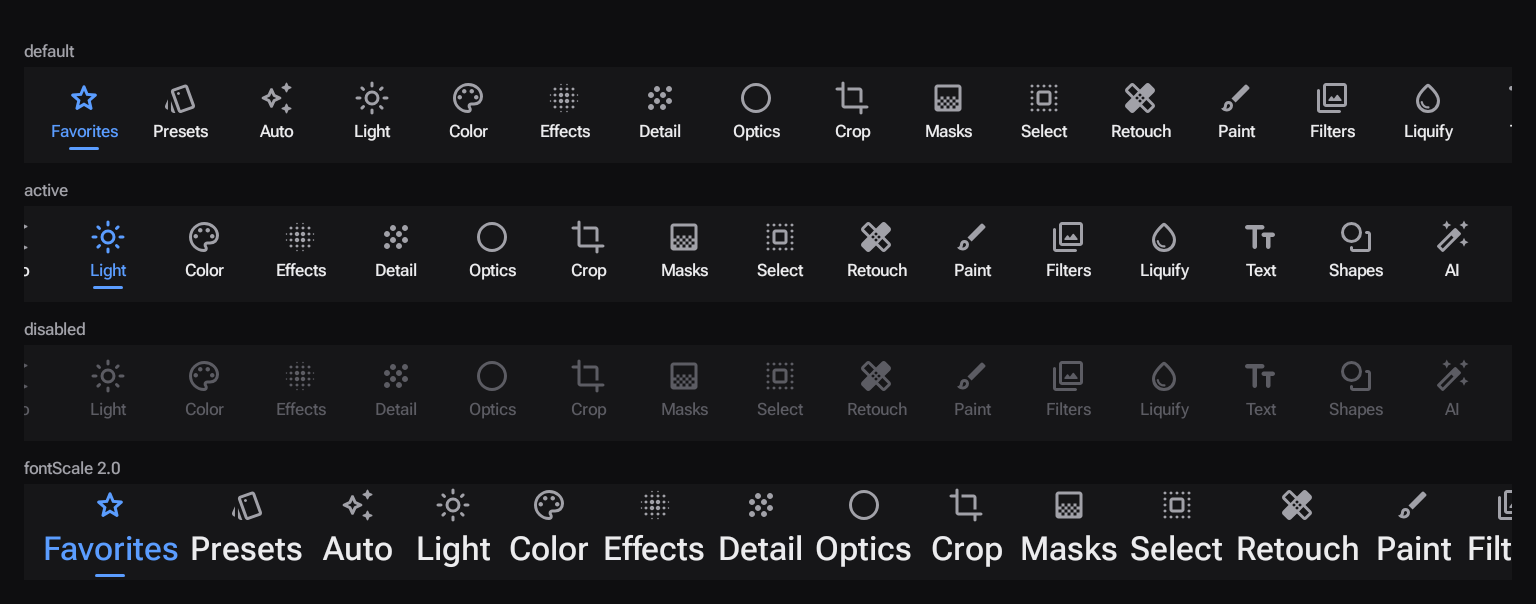 default
Favorites Presets Auto Light Color Effects Detail Optics Crop Masks Select Retouch Paint Filters Liquify
active
Light Color Effects Detail Optics Crop Masks Select Retouch Paint Filters Liquify Text Shapes AI
disabled
Light Color Effects Detail Optics Crop Masks Select Retouch Paint Filters Liquify Text Shapes AI
fontScale 2.0
Favorites Presets Auto Light Color Effects Detail Optics Crop Masks Select Retouch Paint